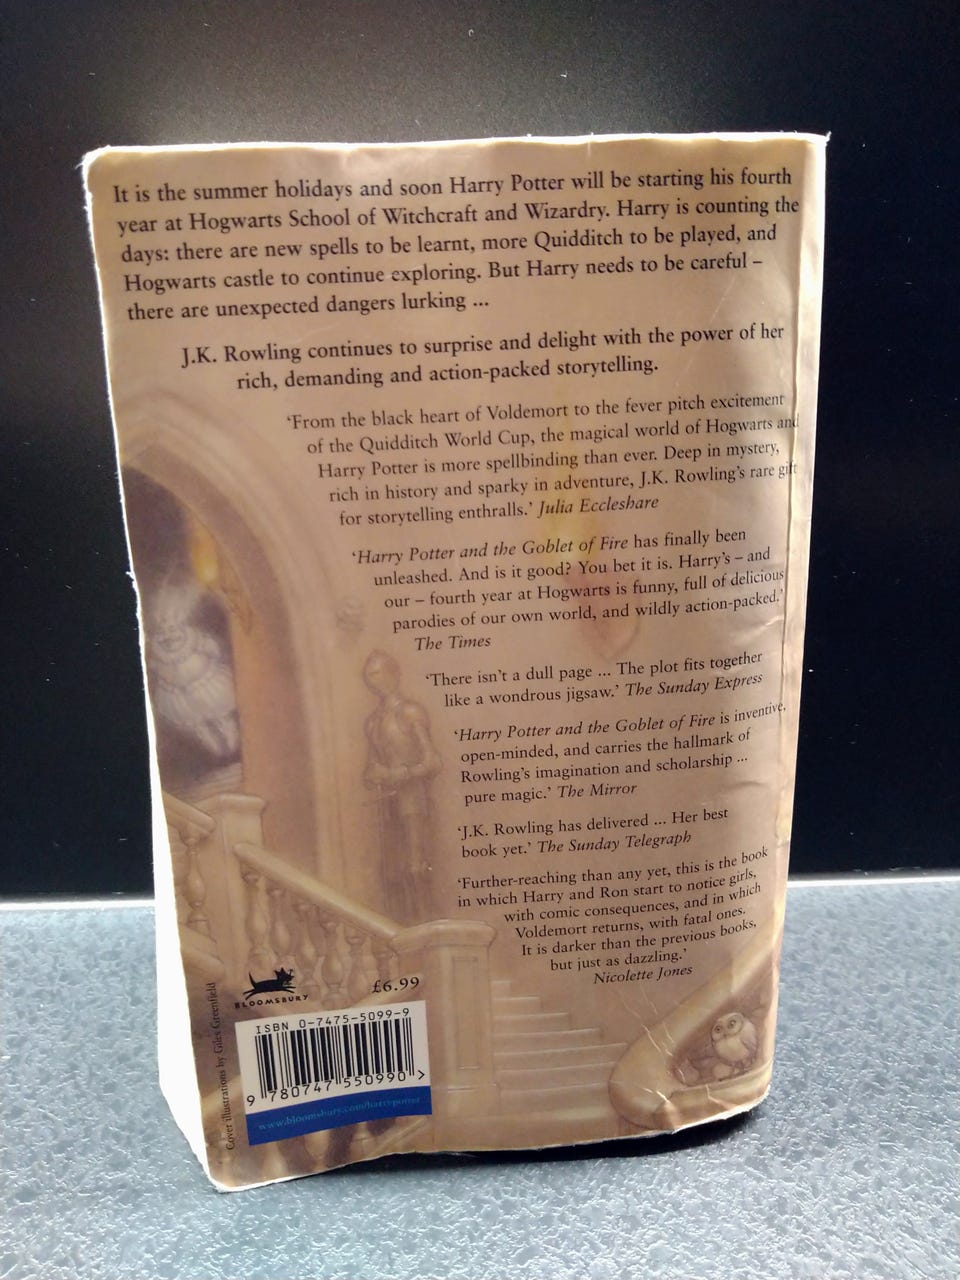 It is the summer holidays and soon Harry Potter will be starting his fourth
year at Hogwarts School of Witchcraft and Wizardry. Harry is counting the
days: there are new spells to be learnt, more Quidditch to be played, and
Hogwarts castle to continue exploring. But Harry needs to be careful –
there are unexpected dangers lurking ...
J.K. Rowling continues to surprise and delight with the power of her
rich, demanding and action-packed storytelling.
‘From the black heart of Voldemort to the fever pitch excitement
of the Quidditch World Cup, the magical world of Hogwarts and
Harry Potter is more spellbinding than ever. Deep in mystery,
rich in history and sparky in adventure, J.K. Rowling’s rare gift
for storytelling enthralls.’ Julia Eccleshare
‘Harry Potter and the Goblet of Fire has finally been
unleashed. And is it good? You bet it is. Harry’s – and
our – fourth year at Hogwarts is funny, full of delicious
parodies of our own world, and wildly action-packed.’
The Times
‘There isn’t a dull page ... The plot fits together
like a wondrous jigsaw.’ The Sunday Express
‘Harry Potter and the Goblet of Fire is inventive,
open-minded, and carries the hallmark of
Rowling’s imagination and scholarship ...
pure magic.’ The Mirror
‘J.K. Rowling has delivered ... Her best
book yet.’ The Sunday Telegraph
‘Further-reaching than any yet, this is the book
in which Harry and Ron start to notice girls,
with comic consequences, and in which
Voldemort returns, with fatal ones.
It is darker than the previous books,
but just as dazzling.’
Nicolette Jones
BLOOMSBURY
£6.99
ISBN 0-7475-5099-9
9 780747 550990 >
www.bloomsbury.com/harrypotter
Cover illustrations by Giles Greenfield